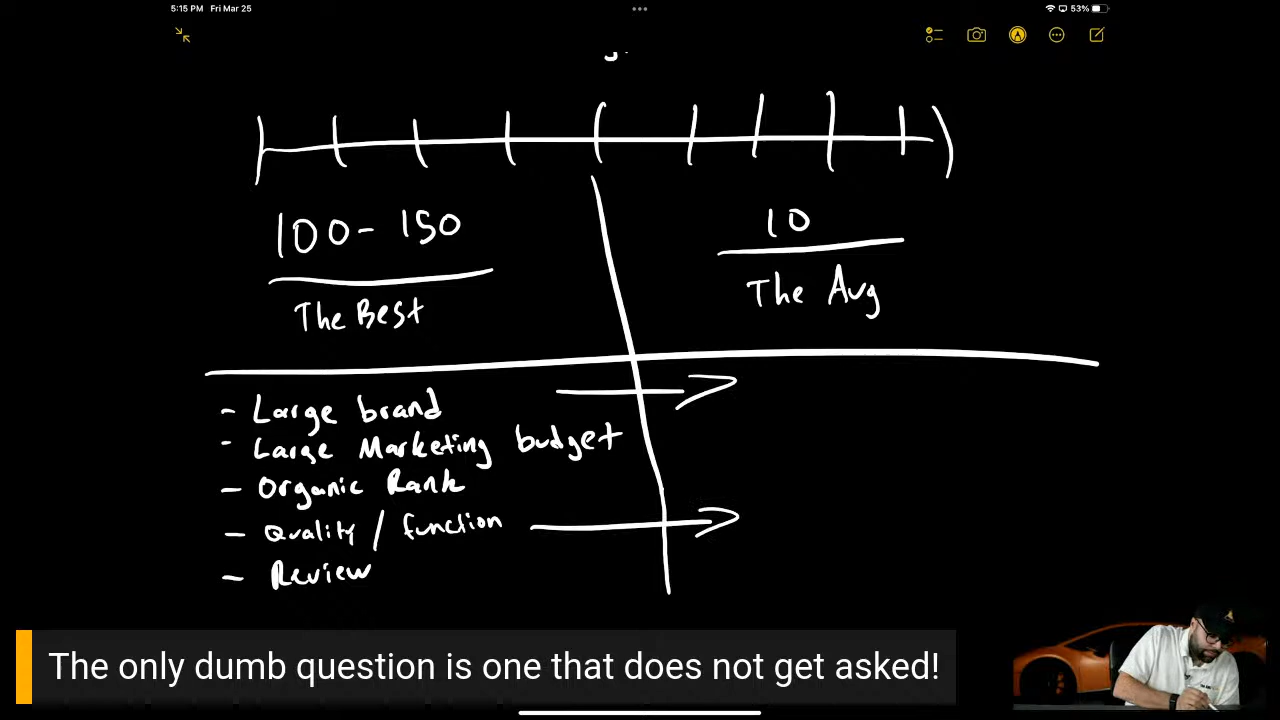 5:15 PM Fri Mar 25
53%
100- 150
10
The Best
The Avg
- Large brand
- Large Marketing budget
- Organic Rank
- Quality / function
- Review
The only dumb question is one that does not get asked!